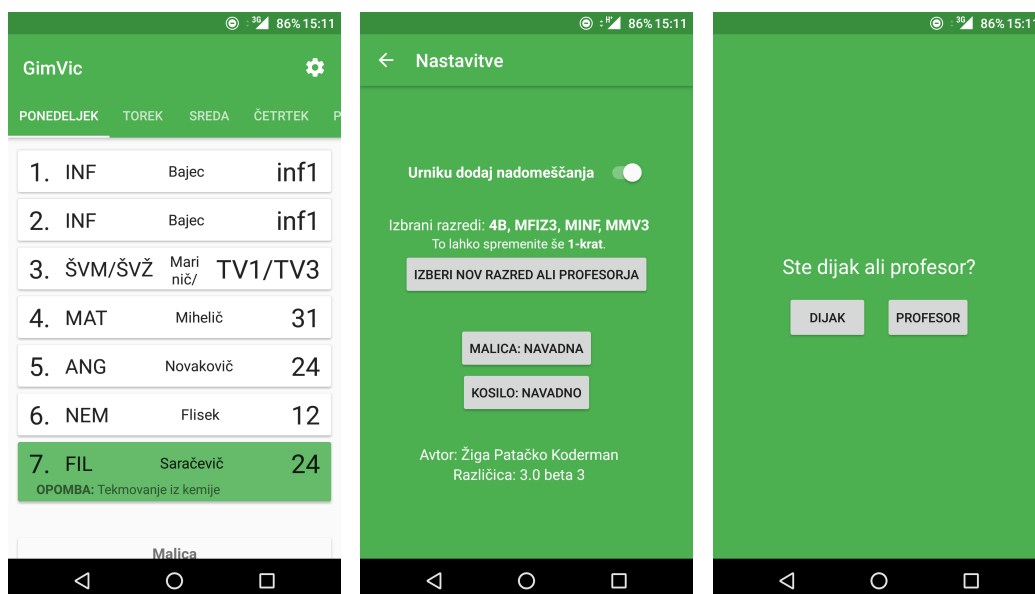 3G 86% 15:11
GimVic
PONEDELJEK TOREK SREDA ČETRTEK P
1. INF Bajec inf1
2. INF Bajec inf1
3. ŠVM/ŠVŽ Mari
nič/ TV1/TV3
4. MAT Mihelič 31
5. ANG Novakovič 24
6. NEM Flisek 12
7. FIL Saračevič 24
OPOMBA: Tekmovanje iz kemije
Malica
H+ 86% 15:11
Nastavitve
Urniku dodaj nadomeščanja
Izbrani razredi: 4B, MFIZ3, MINF, MMV3
To lahko spremenite še 1-krat.
IZBERI NOV RAZRED ALI PROFESORJA
MALICA: NAVADNA
KOSILO: NAVADNO
Avtor: Žiga Patačko Koderman
Različica: 3.0 beta 3
3G 86% 15:11
Ste dijak ali profesor?
DIJAK PROFESOR